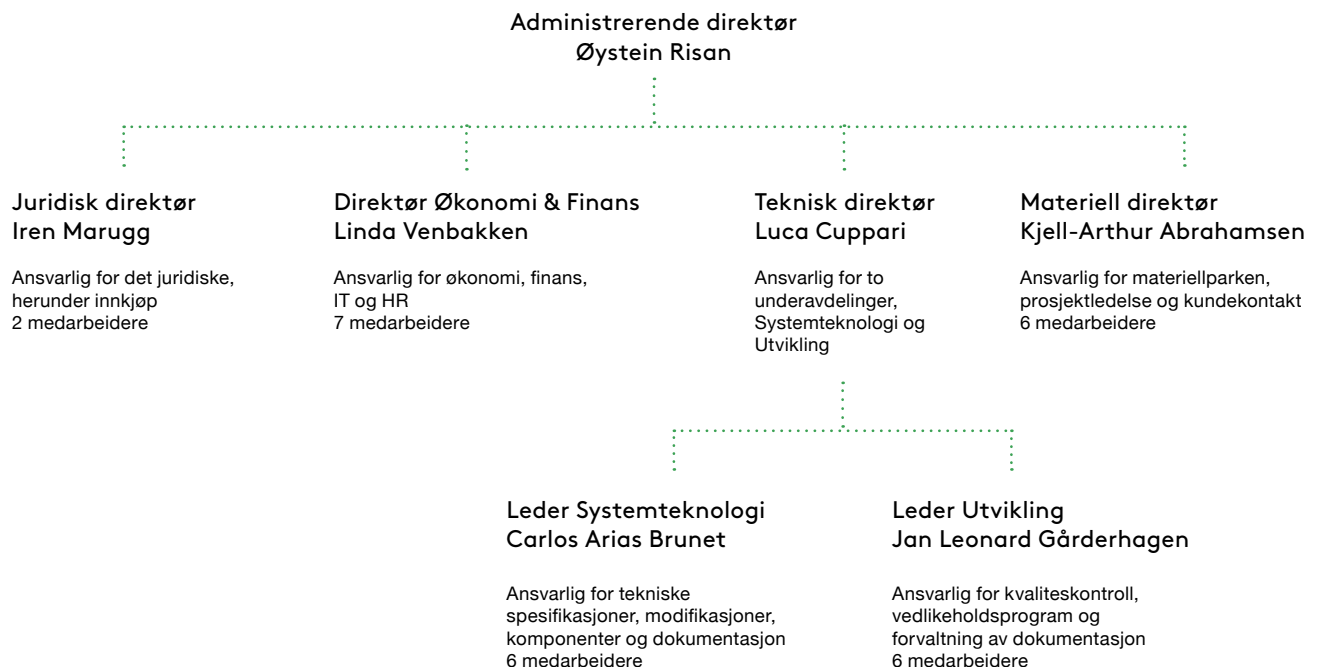 Administrerende direktør
Øystein Risan
Juridisk direktør
Iren Marugg
Ansvarlig for det juridiske,
herunder innkjøp
2 medarbeidere
Direktør Økonomi & Finans
Linda Venbakken
Ansvarlig for økonomi, finans,
IT og HR
7 medarbeidere
Teknisk direktør
Luca Cuppari
Ansvarlig for to
underavdelinger,
Systemteknologi og
Utvikling
Materiell direktør
Kjell-Arthur Abrahamsen
Ansvarlig for materiellparken,
prosjektledelse og kundekontakt
6 medarbeidere
Leder Systemteknologi
Carlos Arias Brunet
Ansvarlig for tekniske
spesifikasjoner, modifikasjoner,
komponenter og dokumentasjon
6 medarbeidere
Leder Utvikling
Jan Leonard Gårderhagen
Ansvarlig for kvaliteskontroll,
vedlikeholdsprogram og
forvaltning av dokumentasjon
6 medarbeidere